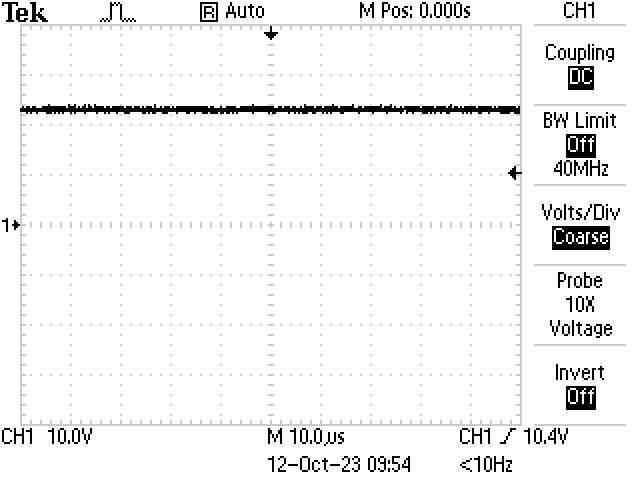 Tek R Auto M Pos: 0.000s CH1
Coupling
DC
BW Limit
Off
40MHz
Volts/Div
Coarse
Probe
10X
Voltage
Invert
Off
1
CH1 10.0V M 10.0µs CH1 10.4V
12-Oct-23 09:54 <10Hz